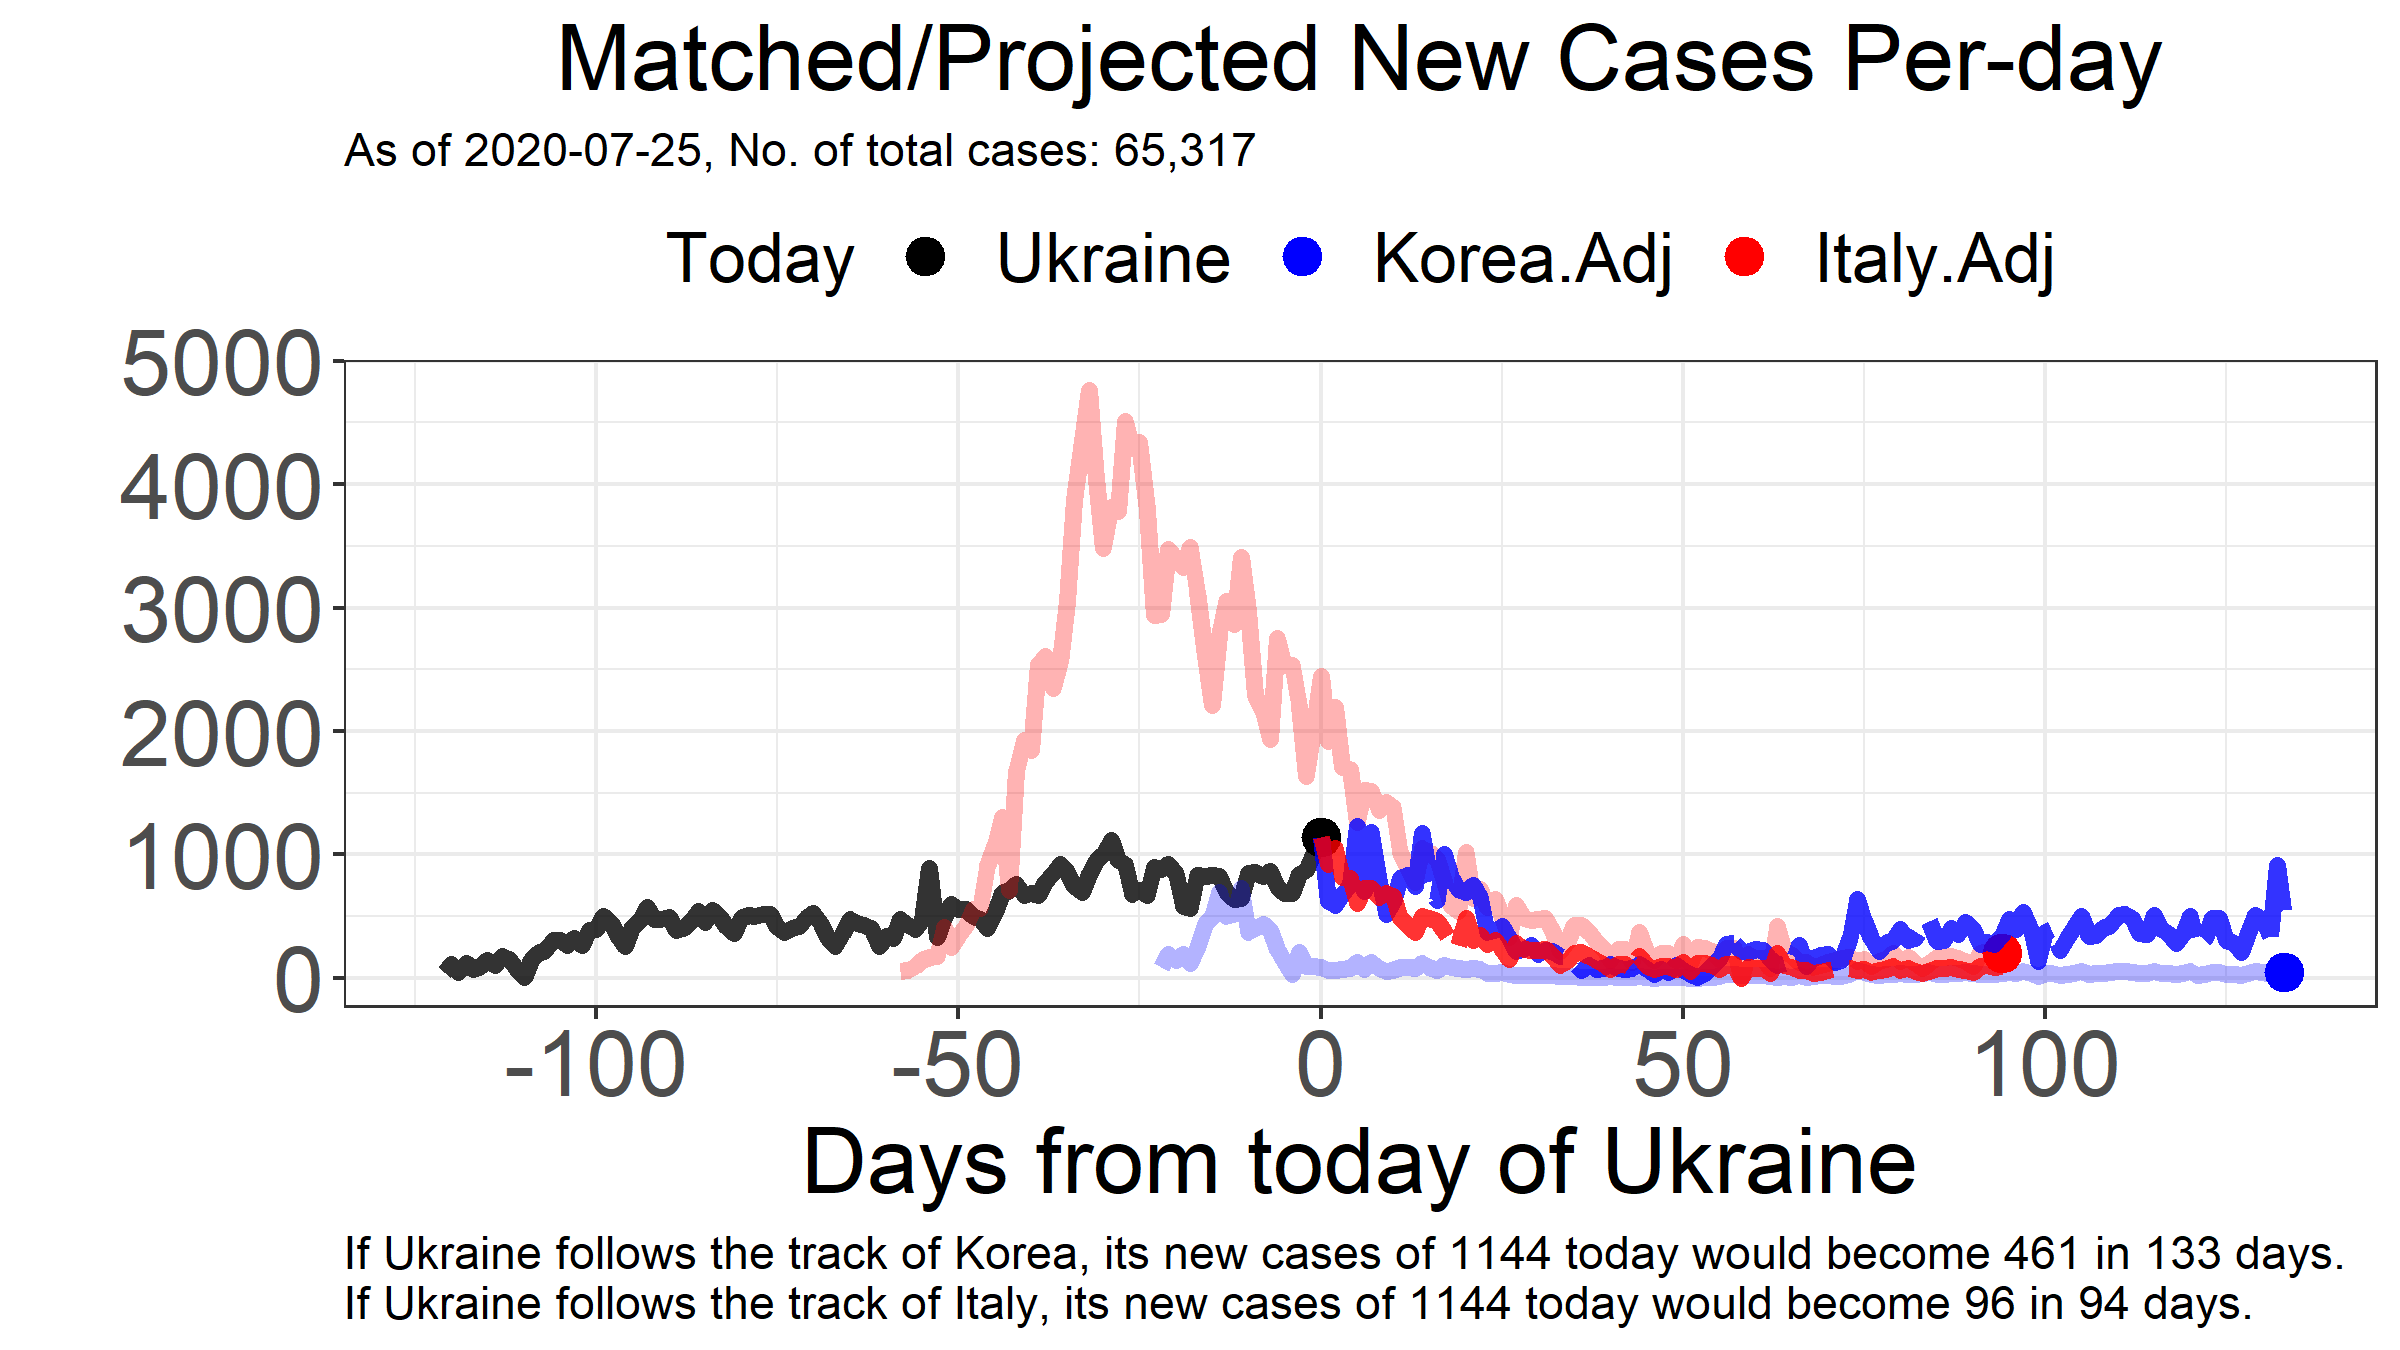 Matched/Projected New Cases Per-day
As of 2020-07-25, No. of total cases: 65,317
Today Ukraine Korea.Adj Italy.Adj
5000
4000
3000
2000
1000
0
-100 -50 0 50 100
Days from today of Ukraine
If Ukraine follows the track of Korea, its new cases of 1144 today would become 461 in 133 days.
If Ukraine follows the track of Italy, its new cases of 1144 today would become 96 in 94 days.